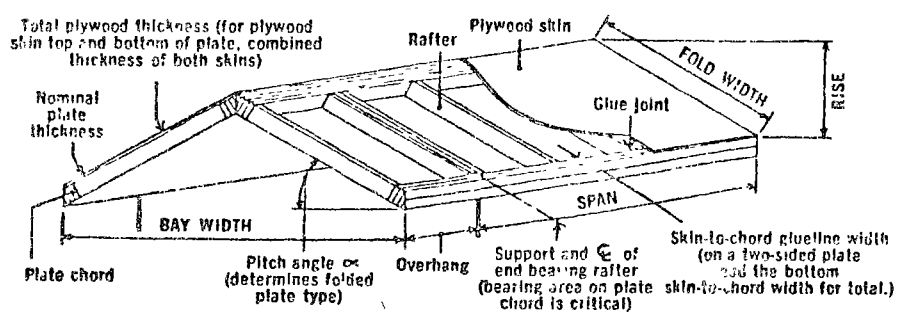 Total plywood thickness (for plywood
skin top and bottom of plate, combined
thickness of both skins)
Plywood skin
Rafter
FOLD WIDTH
RISE
Nominal
plate
thickness
Glue joint
SPAN
BAY WIDTH
Plate chord
Pitch angle ∝
(determines folded
plate type)
Overhang
Support and ℄ of
end bearing rafter
(bearing area on plate
chord is critical)
Skin-to-chord glueline width
(on a two-sided plate
add the bottom
skin-to-chord width for total.)